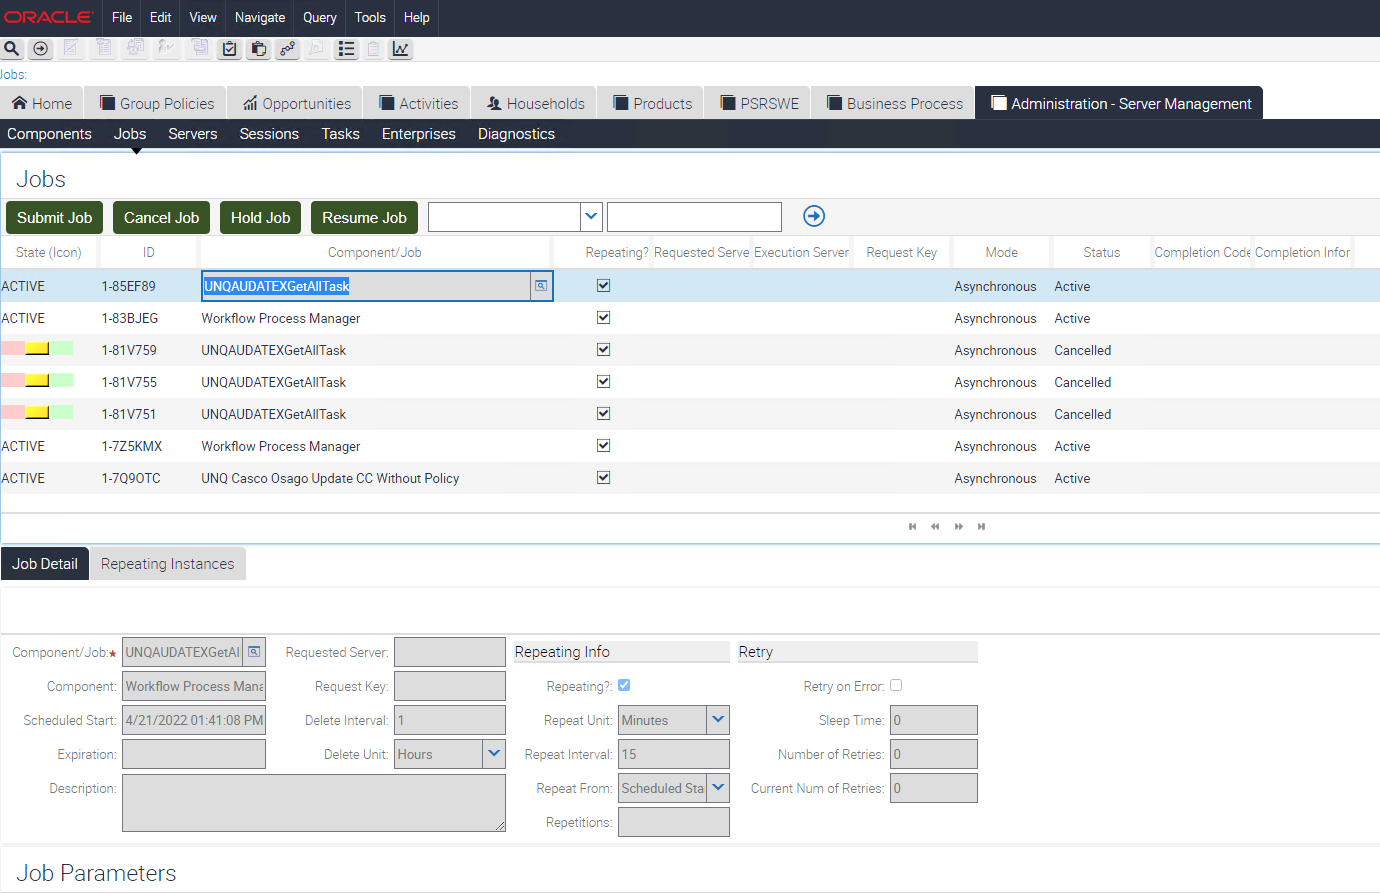 ORACLE File Edit View Navigate Query Tools Help
Jobs:
Home Group Policies Opportunities Activities Households Products PSRSWE Business Process Administration - Server Management
Components Jobs Servers Sessions Tasks Enterprises Diagnostics
Jobs
Submit Job Cancel Job Hold Job Resume Job
State (Icon) ID Component/Job Repeating? Requested Serve Execution Server Request Key Mode Status Completion Code Completion Infor
ACTIVE 1-85EF89 UNQAUDATEXGetAllTask Asynchronous Active
ACTIVE 1-83BJEG Workflow Process Manager Asynchronous Active
1-81V759 UNQAUDATEXGetAllTask Asynchronous Cancelled
1-81V755 UNQAUDATEXGetAllTask Asynchronous Cancelled
1-81V751 UNQAUDATEXGetAllTask Asynchronous Cancelled
ACTIVE 1-7Z5KMX Workflow Process Manager Asynchronous Active
ACTIVE 1-7Q9OTC UNQ Casco Osago Update CC Without Policy Asynchronous Active
Job Detail Repeating Instances
Component/Job: UNQAUDATEXGetAl Requested Server: Repeating Info Retry
Component: Workflow Process Mana Request Key: Repeating?: Retry on Error:
Scheduled Start: 4/21/2022 01:41:08 PM Delete Interval: 1 Repeat Unit: Minutes Sleep Time: 0
Expiration: Delete Unit: Hours Repeat Interval: 15 Number of Retries: 0
Description: Repeat From: Scheduled Sta Current Num of Retries: 0
Repetitions:
Job Parameters